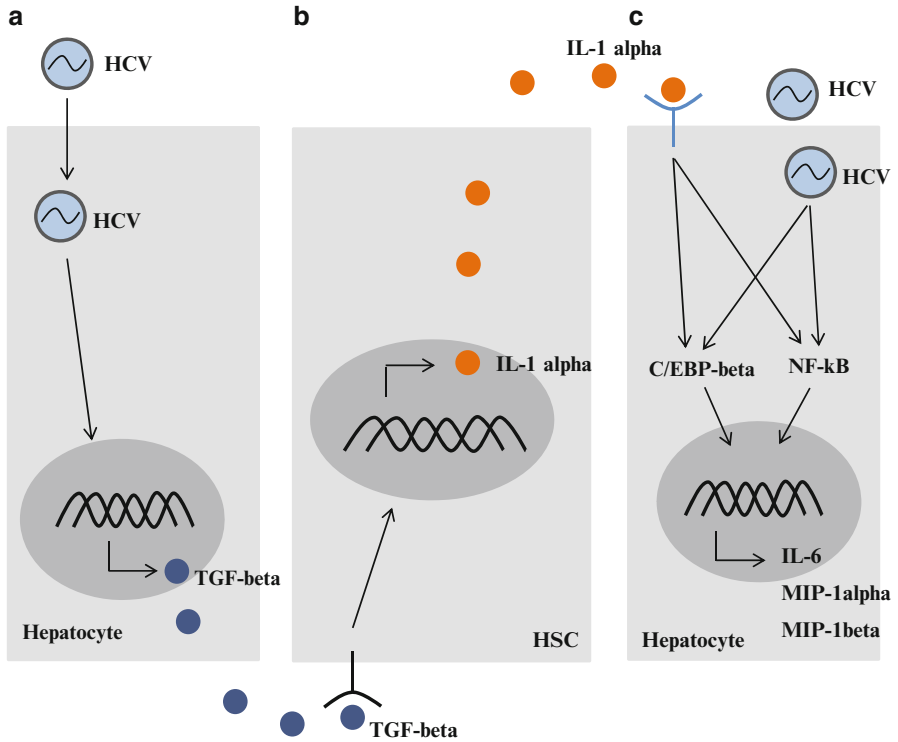 a
HCV
HCV
TGF-beta
Hepatocyte
b
IL-1 alpha
IL-1 alpha
HSC
TGF-beta
c
HCV
HCV
C/EBP-beta
NF-kB
IL-6
MIP-1alpha
MIP-1beta
Hepatocyte